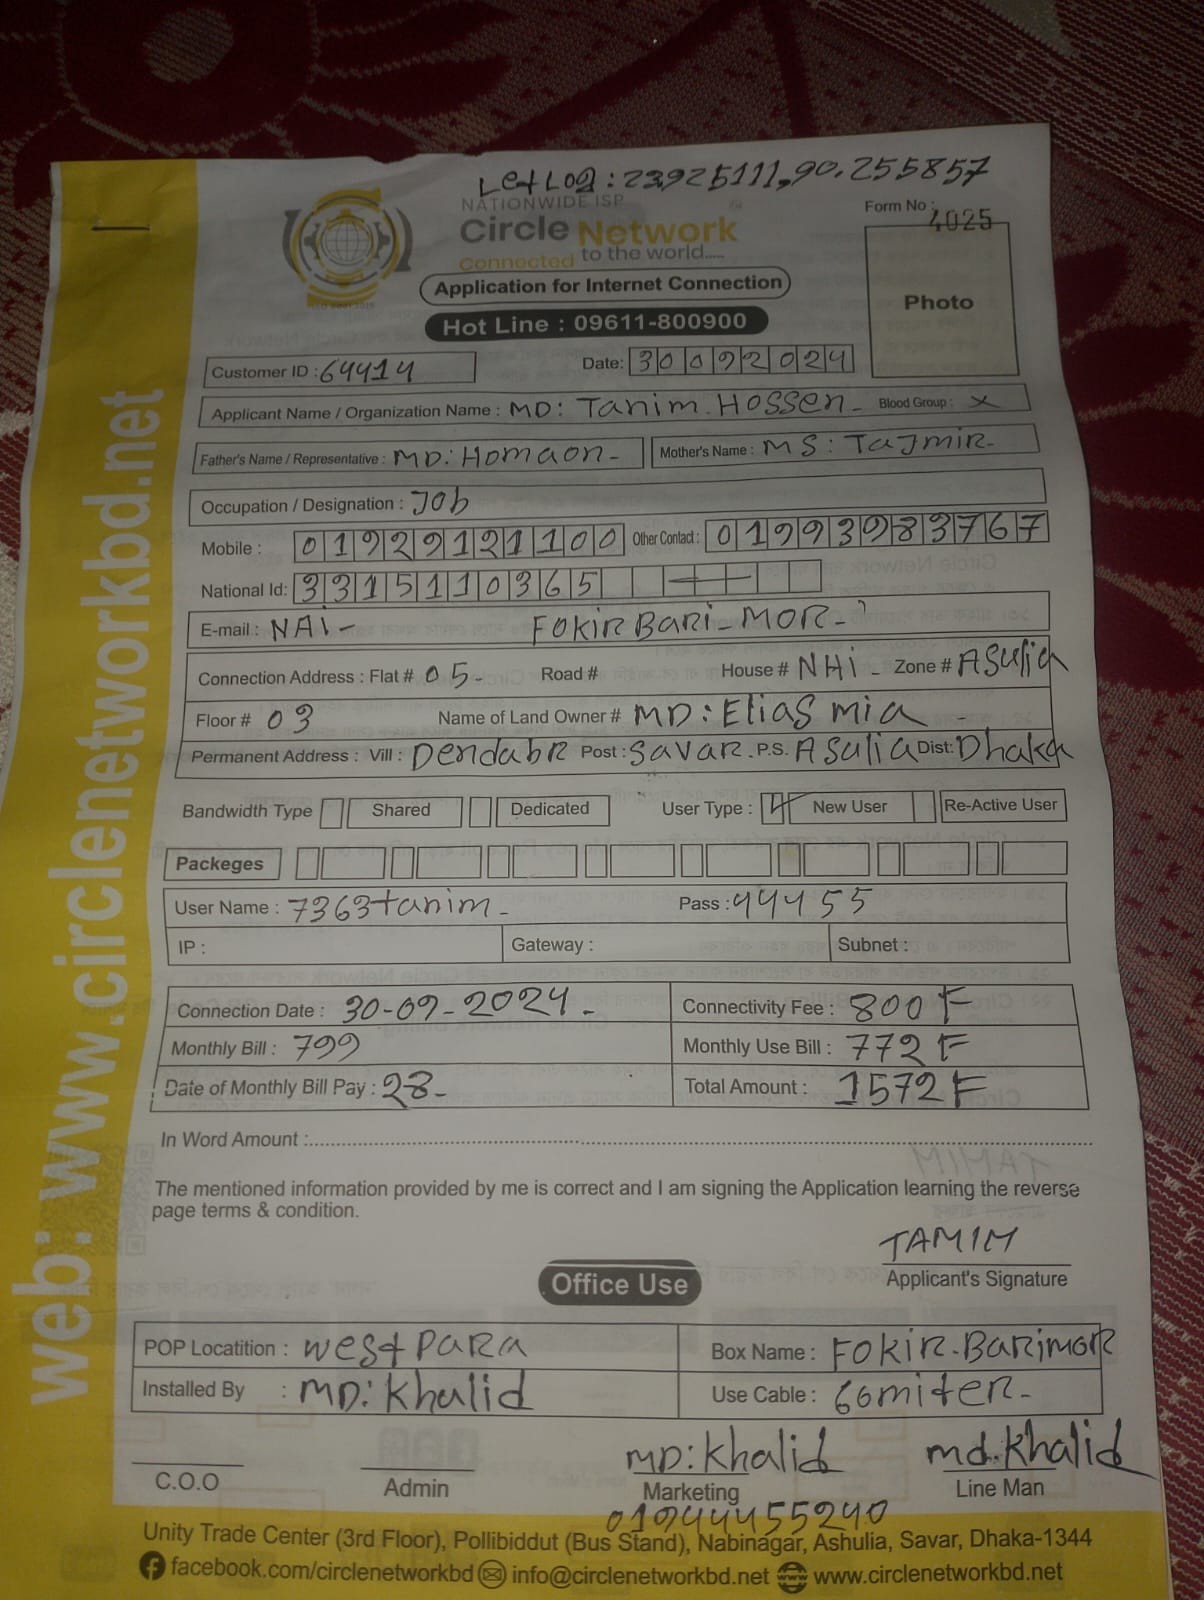 Let Log : 23.925111,90.255857
NATIONWIDE ISP
Circle Network
Connected to the world.....
Form No : 4025
Application for Internet Connection
Photo
Hot Line : 09611-800900
Customer ID : 64414
Date: 30092024
Applicant Name / Organization Name : MD: Tanim. Hossen - Blood Group : x
Father's Name / Representative : MD: Homaon - Mother's Name : MS: Tajmir -
Occupation / Designation : Job
Mobile : 01929121100 Other Contact : 01993983767
National Id: 3315110365
E-mail : NAi - FOKIR BARI - MOR -
Connection Address : Flat # 05 - Road # House # NHi - Zone # Asulia
Floor # 03 Name of Land Owner # MD: Elias mia -
Permanent Address : Vill : Dendabr Post : Savar. P.S. Asulia Dist: Dhaka
Bandwidth Type Shared Dedicated User Type : New User Re-Active User
Packeges
User Name : 7363tanim - Pass : 44455
IP : Gateway : Subnet :
Connection Date : 30-09-2024 - Connectivity Fee : 800 F
Monthly Bill : 799 Monthly Use Bill : 772 F
Date of Monthly Bill Pay : 28 - Total Amount : 1572 F
In Word Amount :
The mentioned information provided by me is correct and I am signing the Application learning the reverse
page terms & condition.
TAMIM
Applicant's Signature
Office Use
POP Locatition : West PARA Box Name : FOKIR. BARIMOR
Installed By : MD: Khalid Use Cable : 60miter -
MD: Khalid md. Khalid
C.O.O Admin Marketing Line Man
01944455240
Unity Trade Center (3rd Floor), Pollibiddut (Bus Stand), Nabinagar, Ashulia, Savar, Dhaka-1344
facebook.com/circlenetworkbd info@circlenetworkbd.net www.circlenetworkbd.net
web: www.circlenetworkbd.net